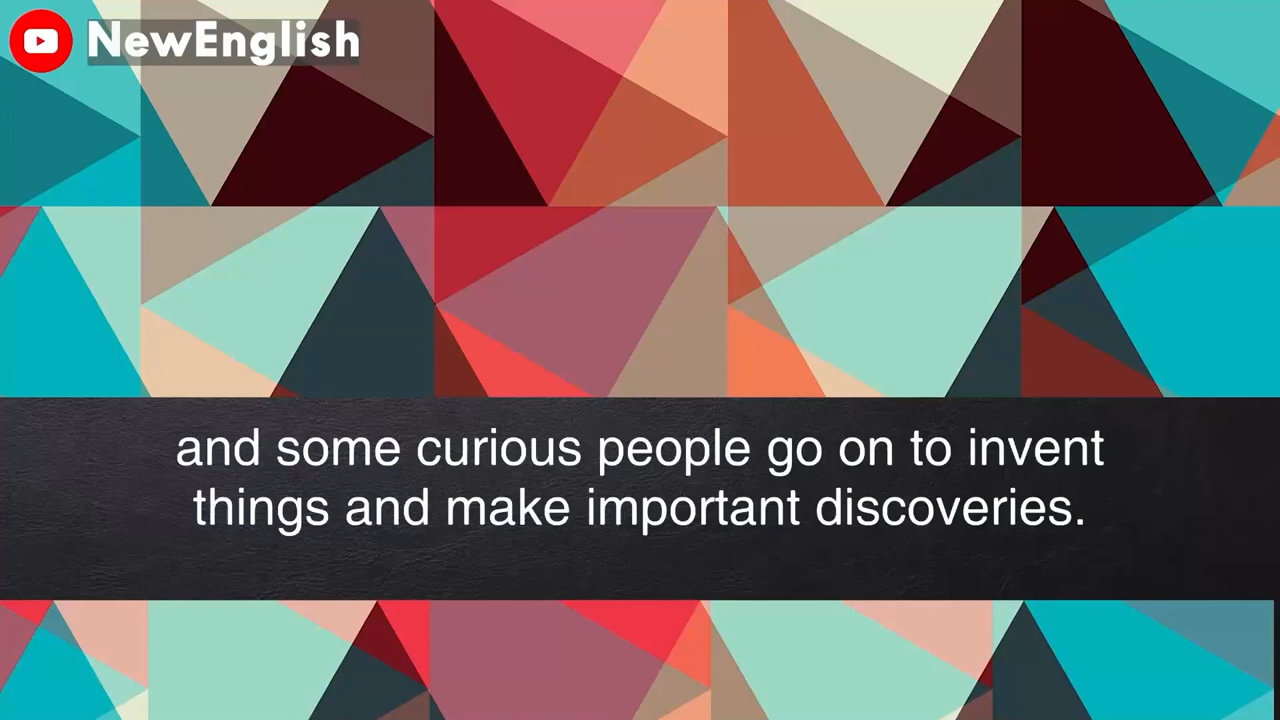 NewEnglish
and some curious people go on to invent
things and make important discoveries.